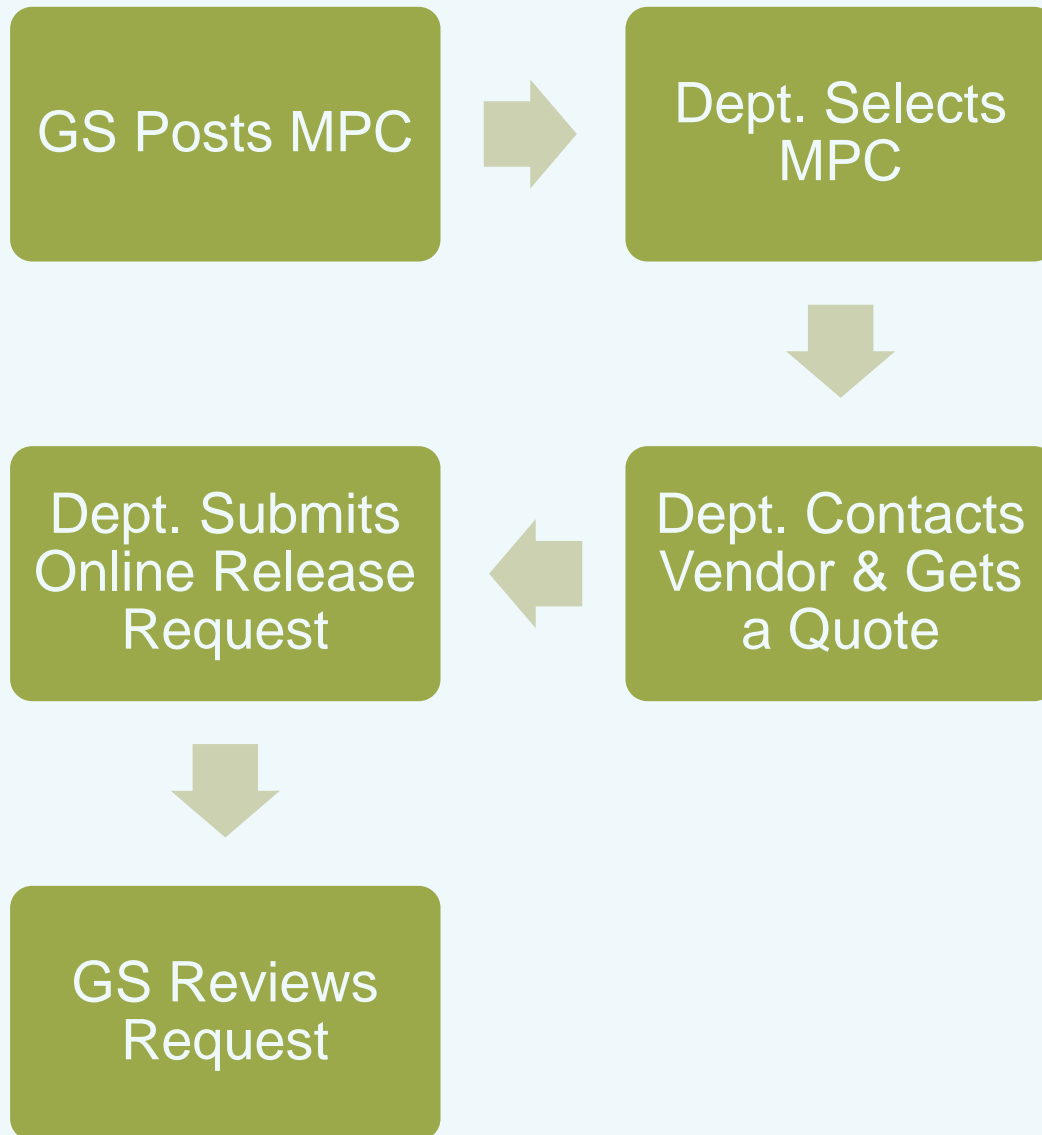 GS Posts MPC
Dept. Selects
MPC
Dept. Contacts
Vendor & Gets
a Quote
Dept. Submits
Online Release
Request
GS Reviews
Request